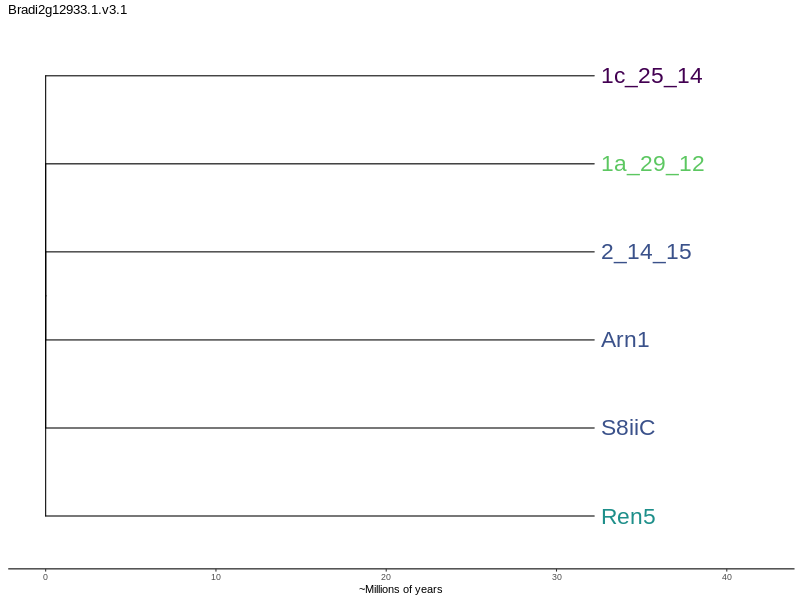 Bradi2g12933.1.v3.1
1c_25_14
1a_29_12
2_14_15
Arn1
S8iiC
Ren5
0 10 20 30 40
~Millions of years